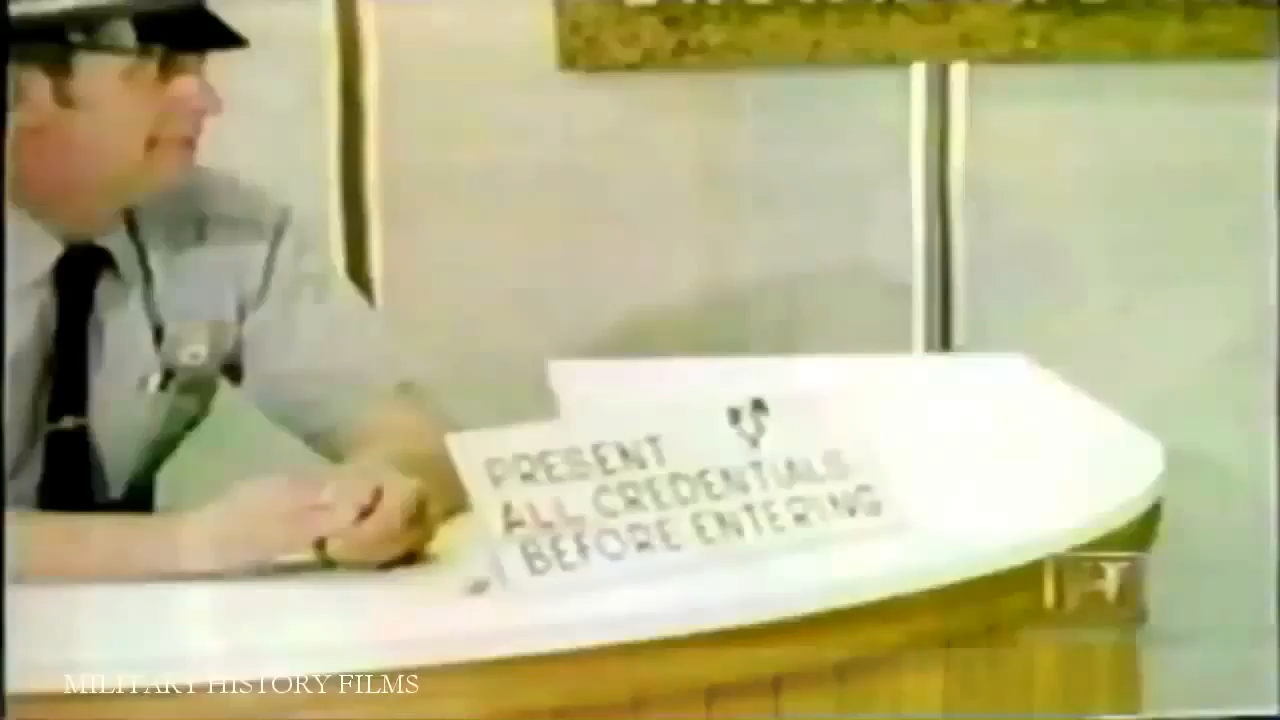 PRESENT
ALL CREDENTIALS
BEFORE ENTERING
MILITARY HISTORY FILMS